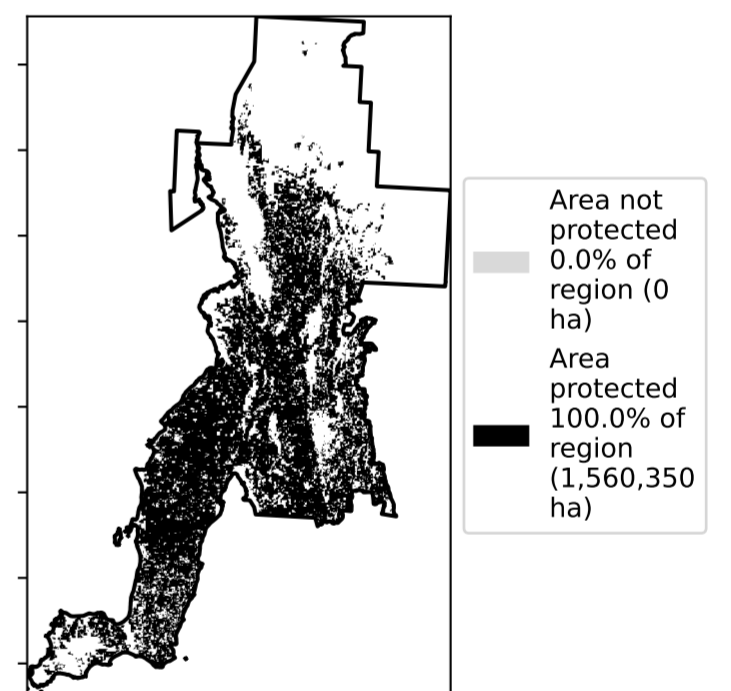 Area not
protected
0.0% of
region (0
ha)
Area
protected
100.0% of
region
(1,560,350
ha)